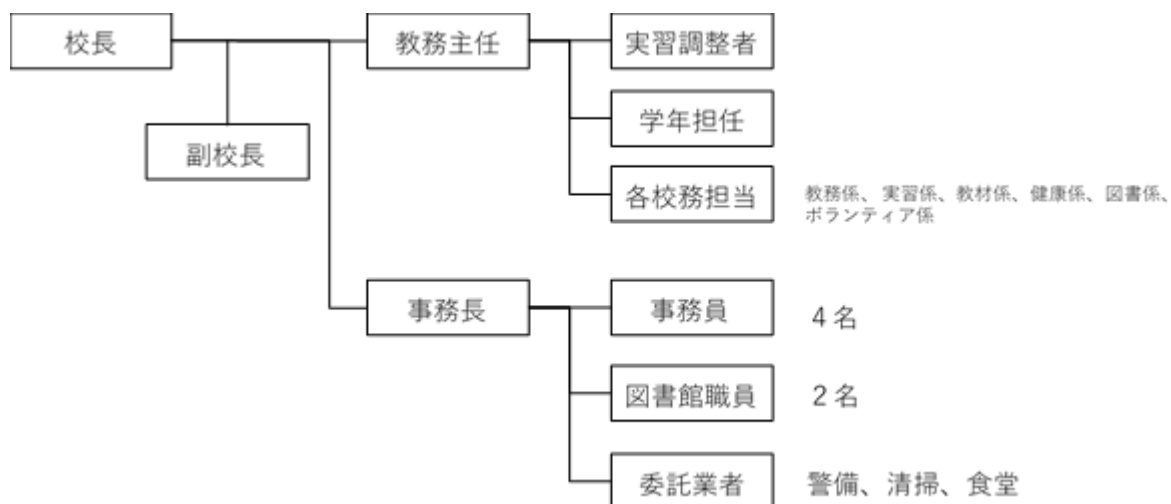 校長
教務主任
実習調整者
学年担任
副校長
各校務担当
教務係、実習係、教材係、健康係、図書係、
ボランティア係
事務長
事務員
4名
図書館職員
2名
委託業者
警備、清掃、食堂